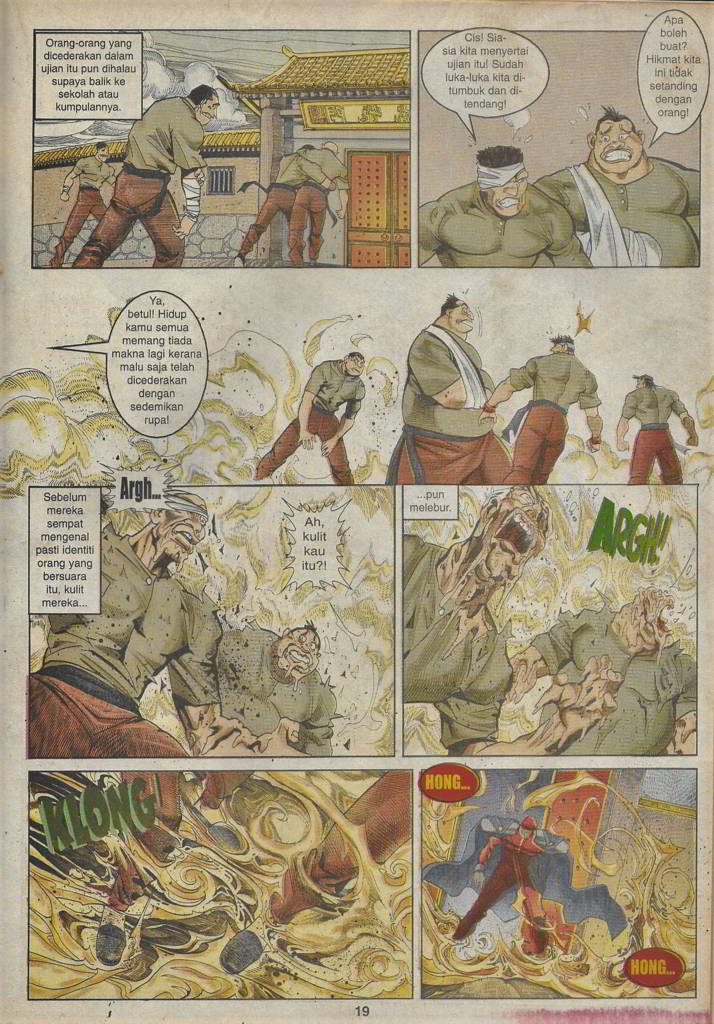 Orang-orang yang
dicederakan dalam
ujian itu pun dihalau
supaya balik ke
sekolah atau
kumpulannya.
Cis! Sia-
sia kita menyertai
ujian itu! Sudah
luka-luka kita di-
tumbuk dan di-
tendang!
Apa
boleh
buat?
Hikmat kita
ini tidak
setanding
dengan
orang!
Ya,
betul! Hidup
kamu semua
memang tiada
makna lagi kerana
malu saja telah
dicederakan
dengan
sedemikian
rupa!
Sebelum
mereka
sempat
mengenal
pasti identiti
orang yang
bersuara
itu, kulit
mereka...
Argh...
Ah,
kulit
kau
itu?!
...pun
melebur.
ARGH!
KLONG
HONG...
HONG...
19